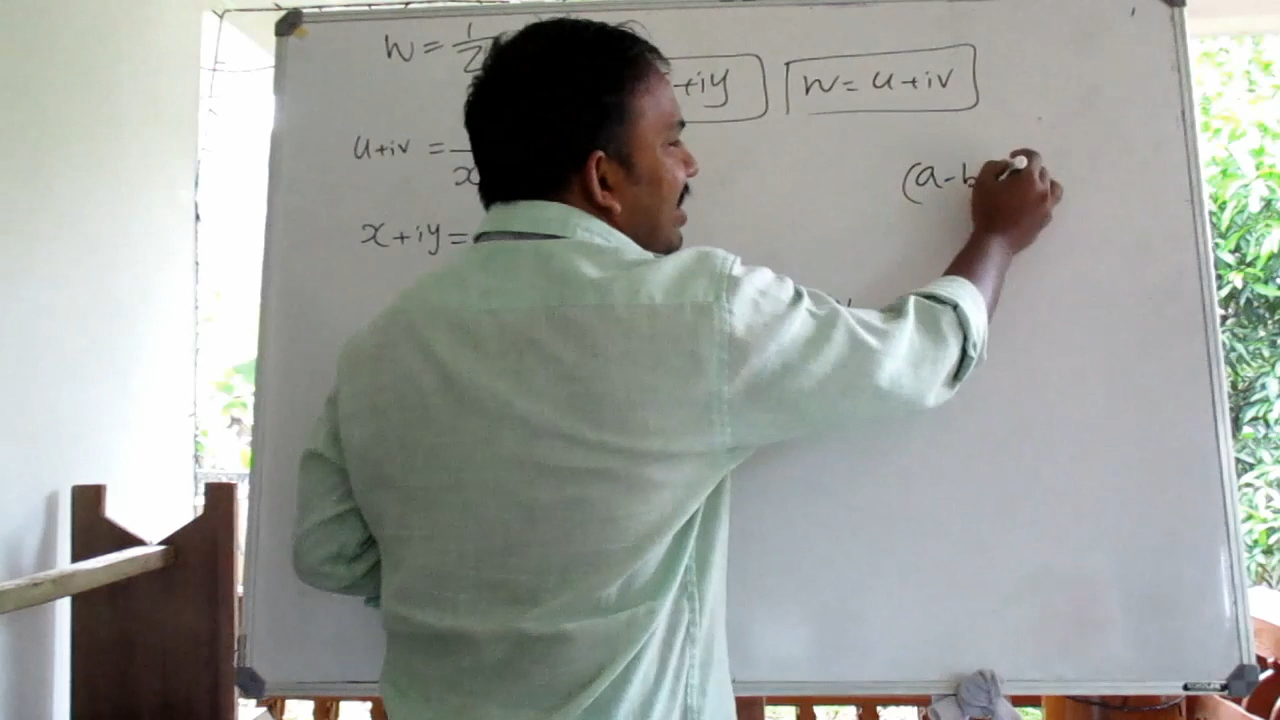 w = 1/z +iy w = u+iv
u+iv = x
(a-b
x+iy =